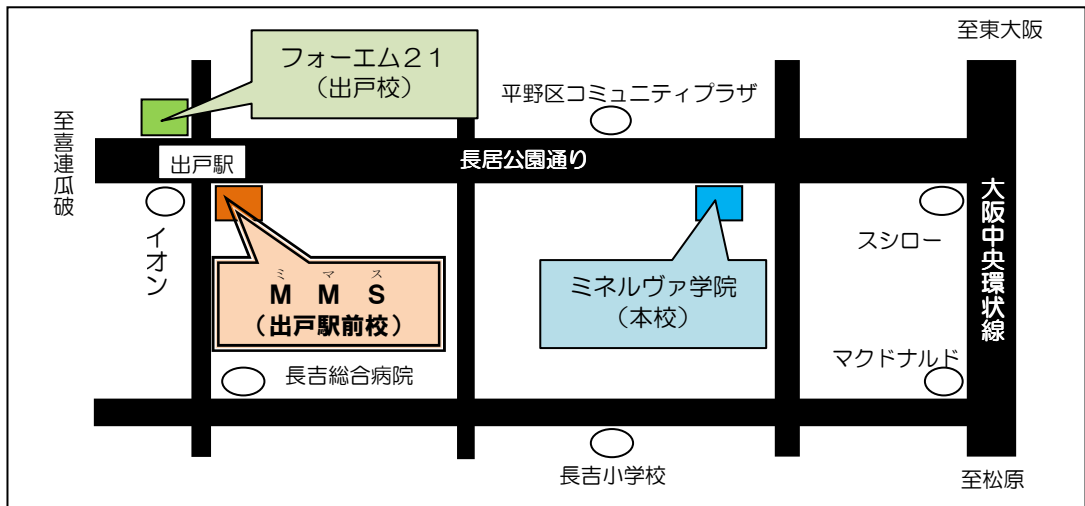 至東大阪
フォーエム２１
（出戸校）
平野区コミュニティプラザ
至喜連瓜破
出戸駅
長居公園通り
イオン
ミ マ ス
M M S
（出戸駅前校）
ミネルヴァ学院
（本校）
スシロー
大阪中央環状線
マクドナルド
長吉総合病院
長吉小学校
至松原